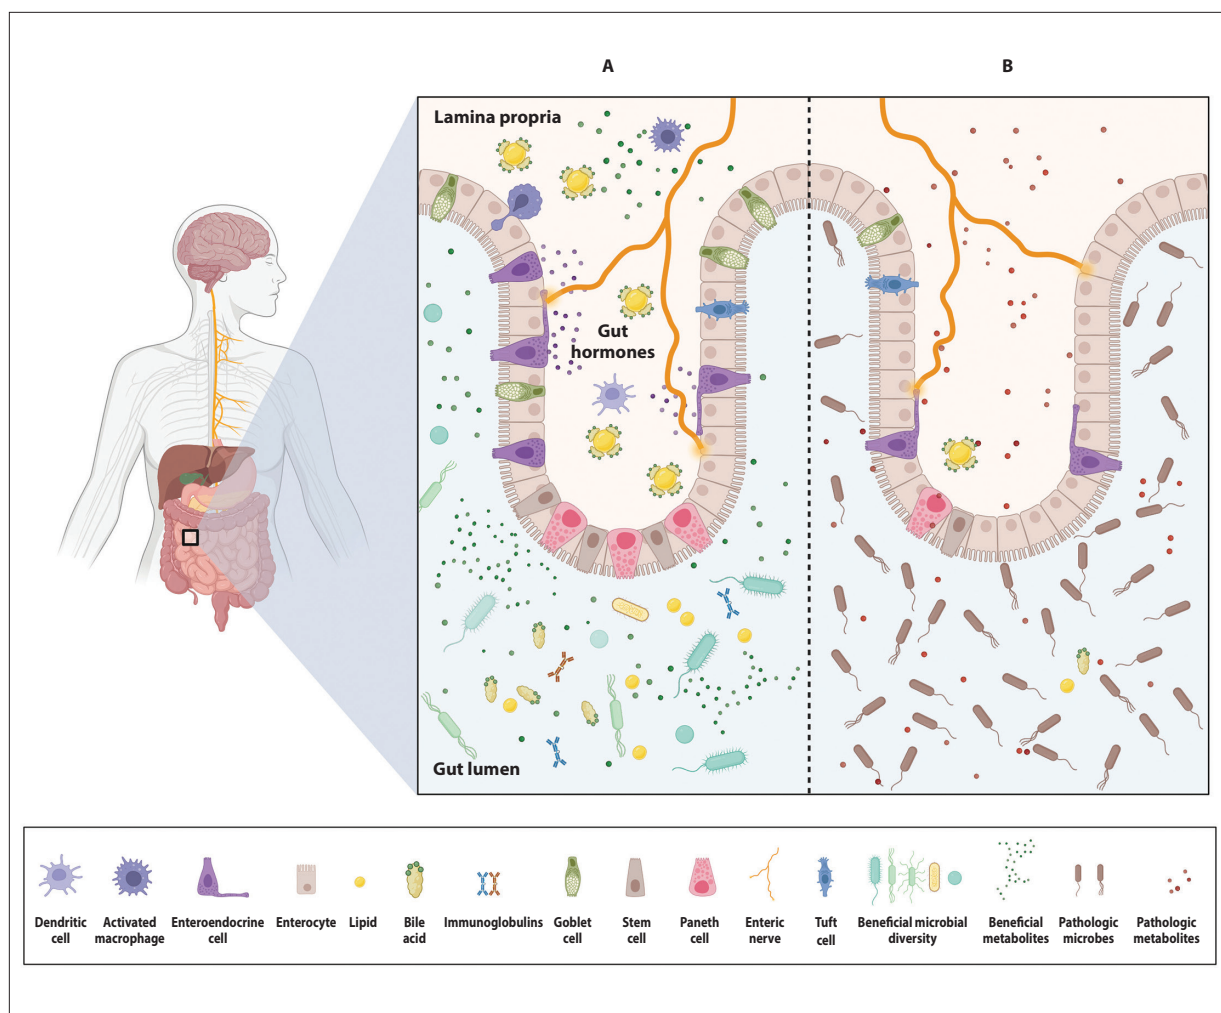 A
B
Lamina propria
Gut
hormones
Gut lumen
Dendritic
cell
Activated
macrophage
Enteroendocrine
cell
Enterocyte
Lipid
Bile
acid
Immunoglobulins
Goblet
cell
Stem
cell
Paneth
cell
Enteric
nerve
Tuft
cell
Beneficial microbial
diversity
Beneficial
metabolites
Pathologic
microbes
Pathologic
metabolites